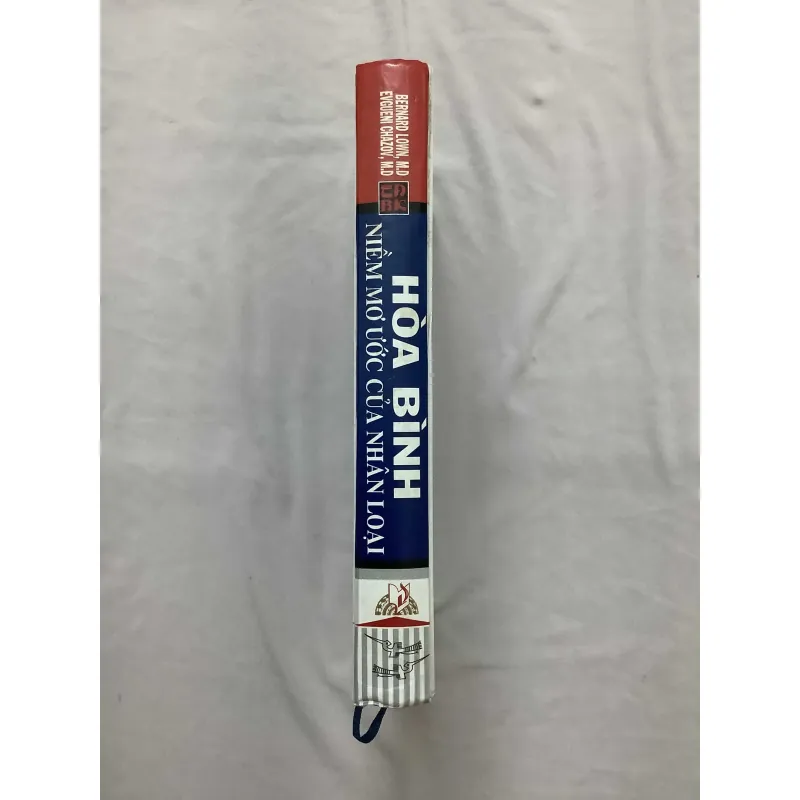 BERNARD LOWN, M.D
EVGUENI CHAZOV, M.D
HÒA BÌNH
NIỀM MƠ ƯỚC CỦA NHÂN LOẠI